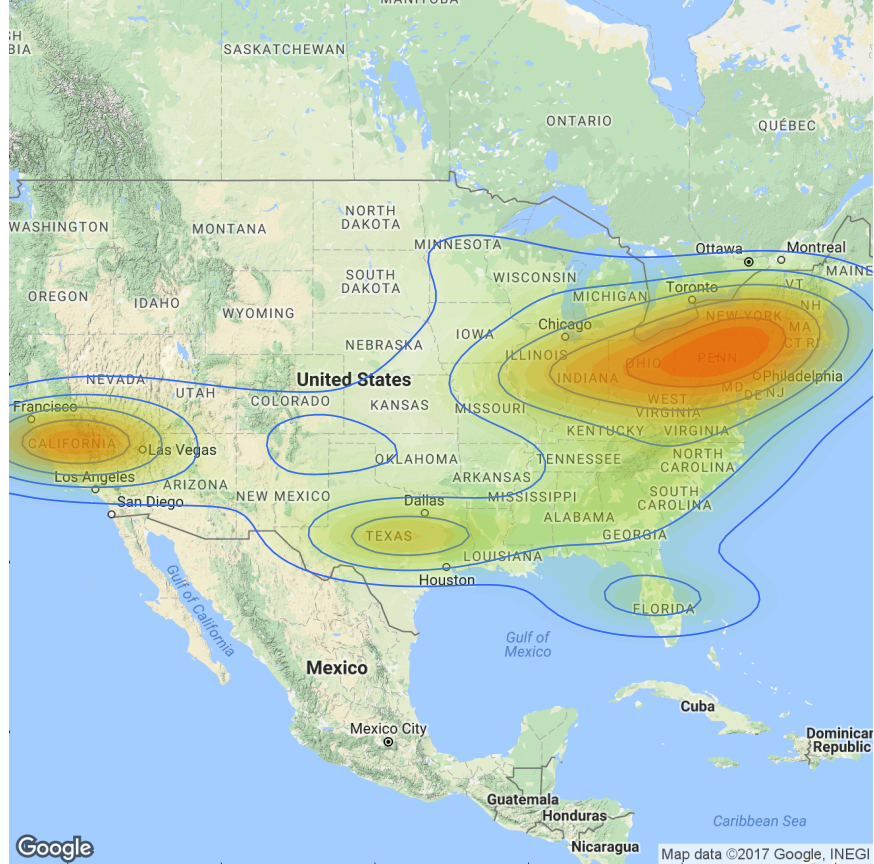 MANITOBA
SH
BIA
SASKATCHEWAN
ONTARIO
QUÉBEC
NORTH
DAKOTA
WASHINGTON
MONTANA
MINNESOTA
Ottawa
Montreal
MAINE
SOUTH
DAKOTA
WISCONSIN
VT
Toronto
OREGON
IDAHO
MICHIGAN
NH
WYOMING
NEW YORK
Chicago
MA
IOWA
CT RI
NEBRASKA
ILLINOIS
OHIO
PENN
NEVADA
United States
INDIANA
Philadelphia
UTAH
MD
DE
NJ
COLORADO
KANSAS
MISSOURI
WEST
VIRGINIA
Francisco
KENTUCKY
VIRGINIA
CALIFORNIA
Las Vegas
OKLAHOMA
TENNESSEE
NORTH
CAROLINA
Los Angeles
ARIZONA
NEW MEXICO
ARKANSAS
San Diego
Dallas
MISSISSIPPI
SOUTH
CAROLINA
ALABAMA
TEXAS
GEORGIA
LOUISIANA
Houston
Gulf of California
FLORIDA
Gulf of
Mexico
Mexico
Cuba
Mexico City
Dominican
Republic
Guatemala
Honduras
Caribbean Sea
Nicaragua
Google
Map data ©2017 Google, INEGI